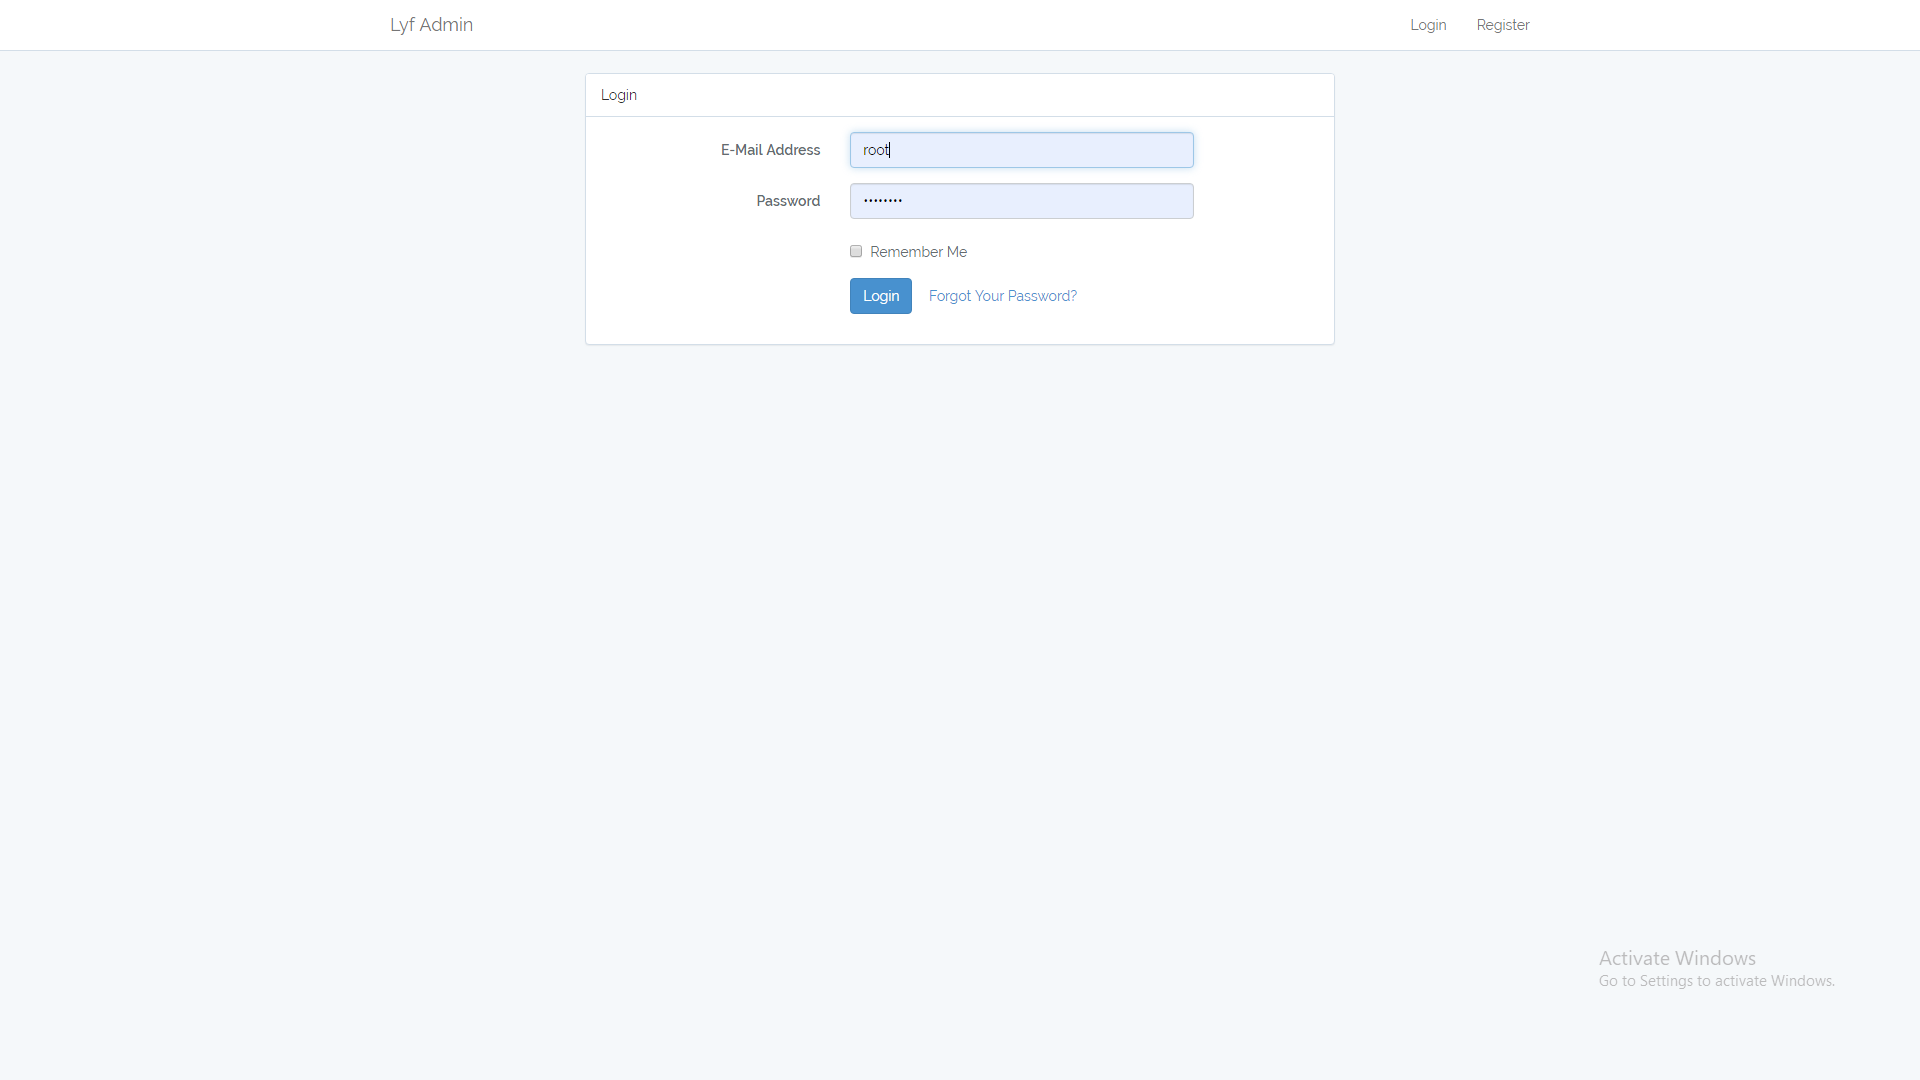 Lyf Admin
Login
Register
Login
E-Mail Address
root
Password
••••••••
Remember Me
Login
Forgot Your Password?
Activate Windows
Go to Settings to activate Windows.